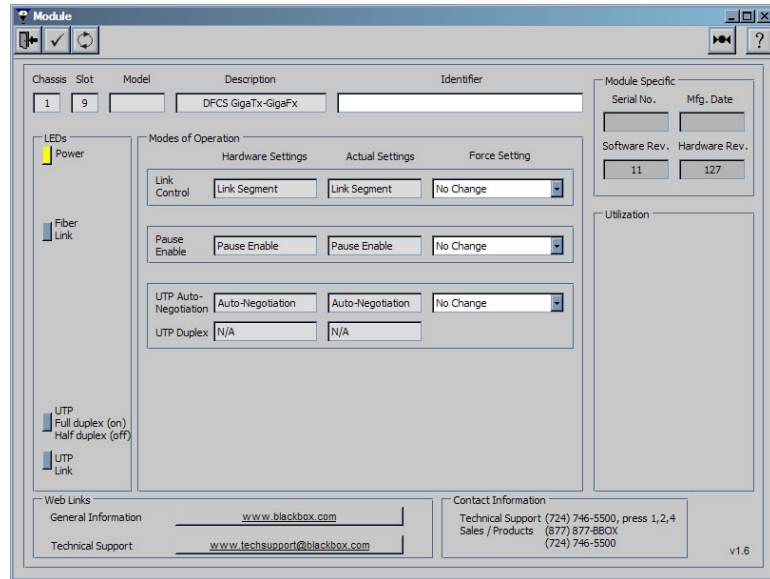 Module
Chassis Slot Model Description Identifier
1 9 DFCS GigaTx-GigaFx
Module Specific
Serial No. Mfg. Date
Software Rev. Hardware Rev.
11 127
LEDs
Power
Fiber
Link
UTP
Full duplex (on)
Half duplex (off)
UTP
Link
Modes of Operation
Hardware Settings Actual Settings Force Setting
Link
Control Link Segment Link Segment No Change
Pause
Enable Pause Enable Pause Enable No Change
UTP Auto-
Negotiation Auto-Negotiation Auto-Negotiation No Change
UTP Duplex N/A N/A
Utilization
Web Links
General Information www.blackbox.com
Technical Support www.techsupport@blackbox.com
Contact Information
Technical Support (724) 746-5500, press 1,2,4
Sales / Products (877) 877-BBOX
(724) 746-5500
v1.6